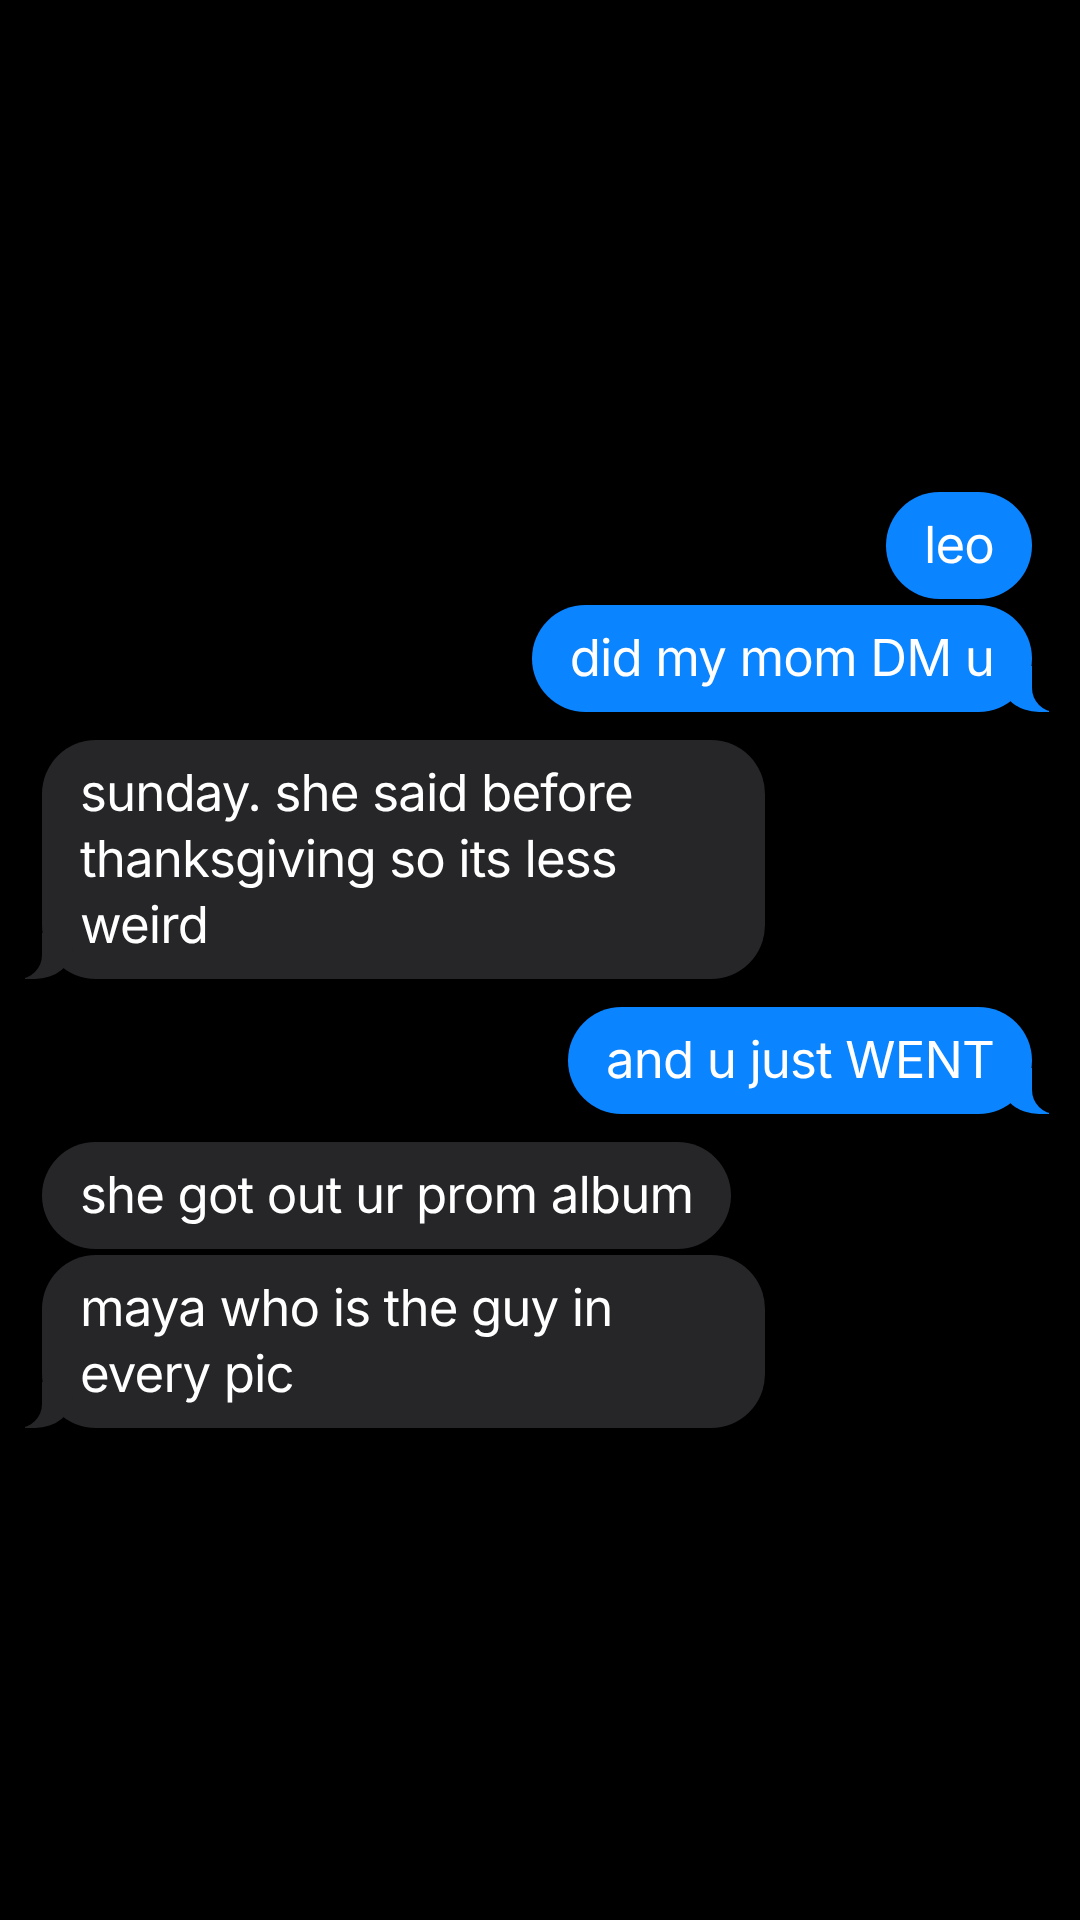 leo
did my mom DM u
sunday. she said before
thanksgiving so its less
weird
and u just WENT
she got out ur prom album
maya who is the guy in
every pic